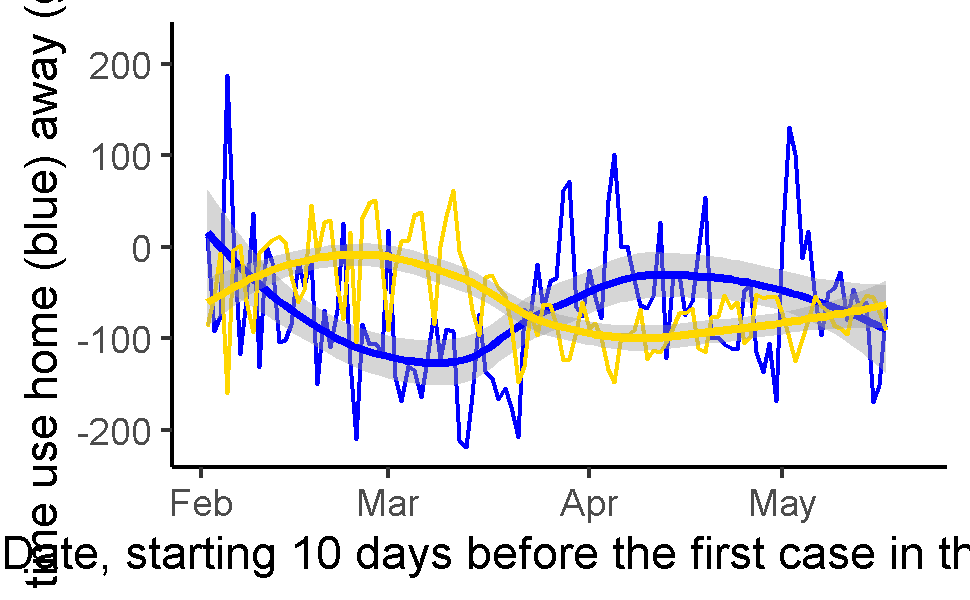 time use home (blue) away (
200
100
0
-100
-200
Feb Mar Apr May
Date, starting 10 days before the first case in th